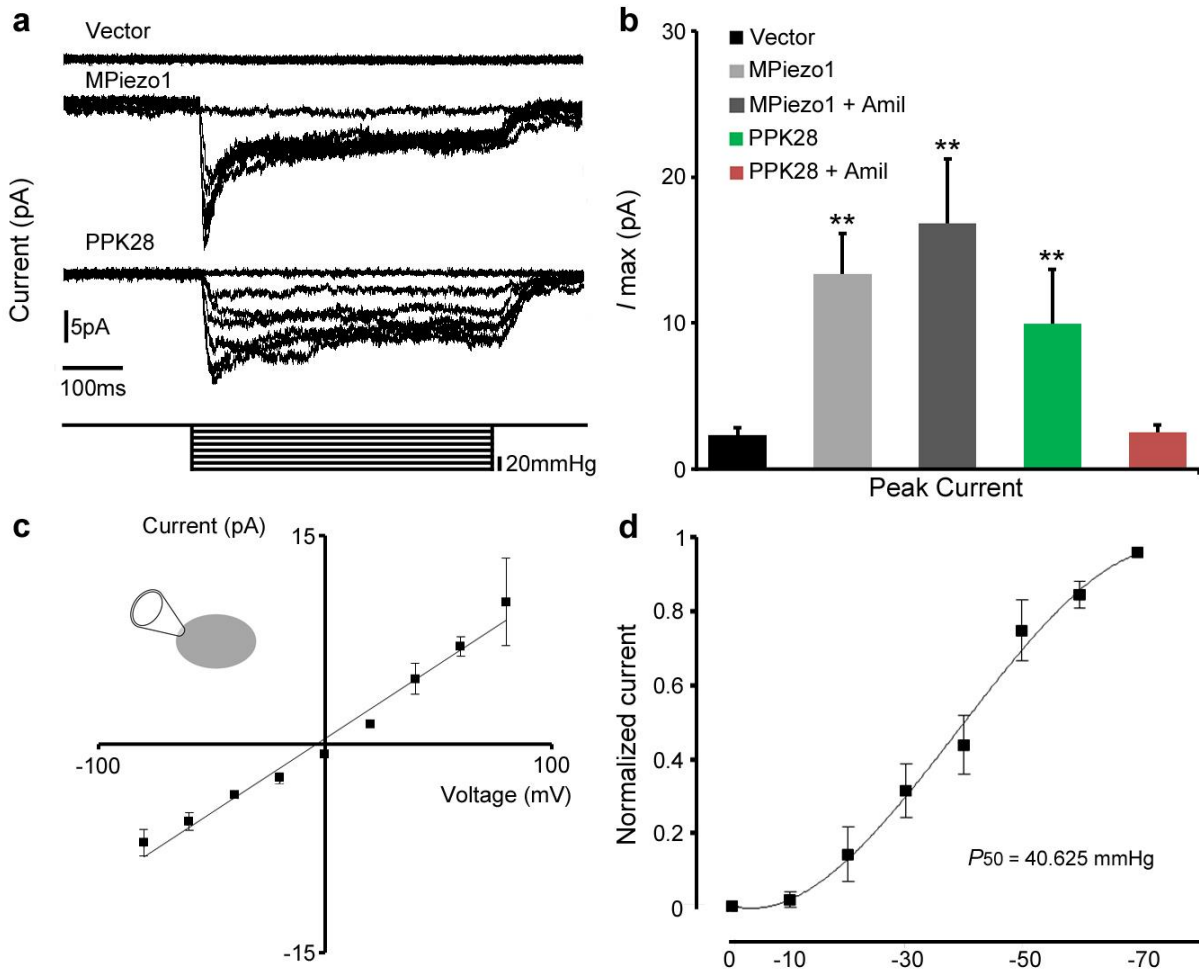 a
Vector
MPiezo1
PPK28
Current (pA)
5pA
100ms
20mmHg
b
30
20
10
0
I max (pA)
Vector
MPiezo1
MPiezo1 + Amil
PPK28
PPK28 + Amil
**
**
**
Peak Current
c
Current (pA)
15
-100
100
Voltage (mV)
-15
d
1
0.8
0.6
0.4
0.2
0
Normalized current
P50 = 40.625 mmHg
0 -10 -30 -50 -70